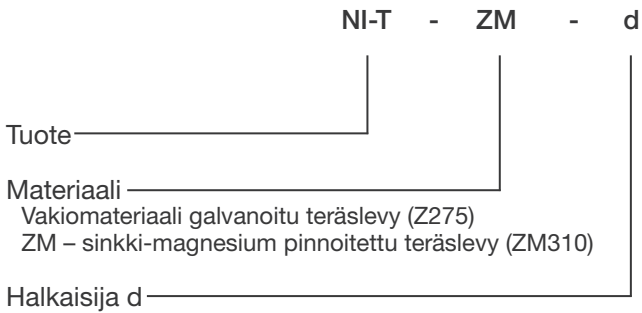 NI-T - ZM - d
Tuote
Materiaali
Vakiomateriaali galvanoitu teräslevy (Z275)
ZM – sinkki-magnesium pinnoitettu teräslevy (ZM310)
Halkaisija d